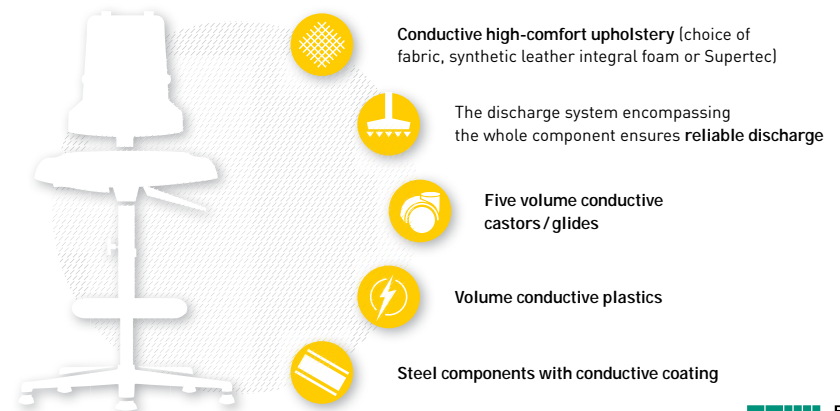 Conductive high-comfort upholstery (choice of
fabric, synthetic leather integral foam or Supertec)
The discharge system encompassing
the whole component ensures reliable discharge
Five volume conductive
castors / glides
Volume conductive plastics
Steel components with conductive coating